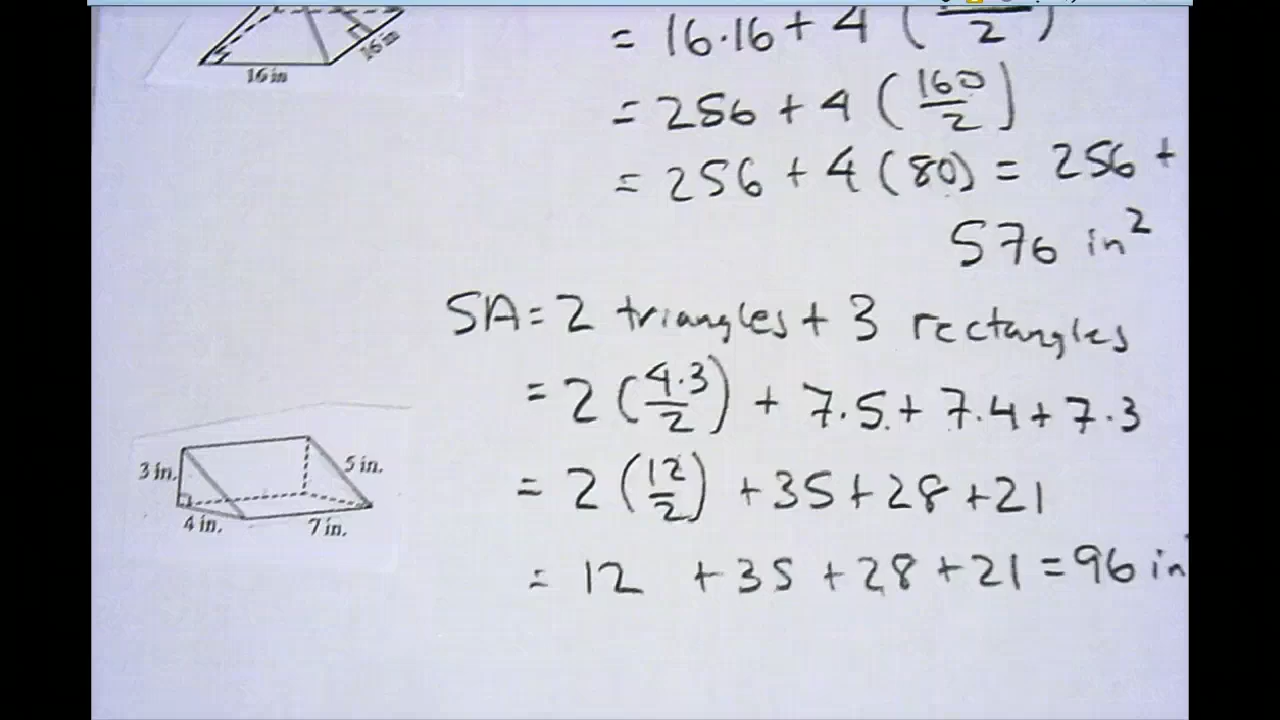 = 16·16 + 4 ( 2 )
16 in
16 in
= 256 + 4 (160/2)
= 256 + 4 (80) = 256 +
576 in²
SA = 2 triangles + 3 rectangles
= 2 (4·3/2) + 7.5 + 7.4 + 7.3
3 in.
5 in.
= 2 (12/2) + 35 + 28 + 21
4 in.
7 in.
= 12 + 35 + 28 + 21 = 96 in